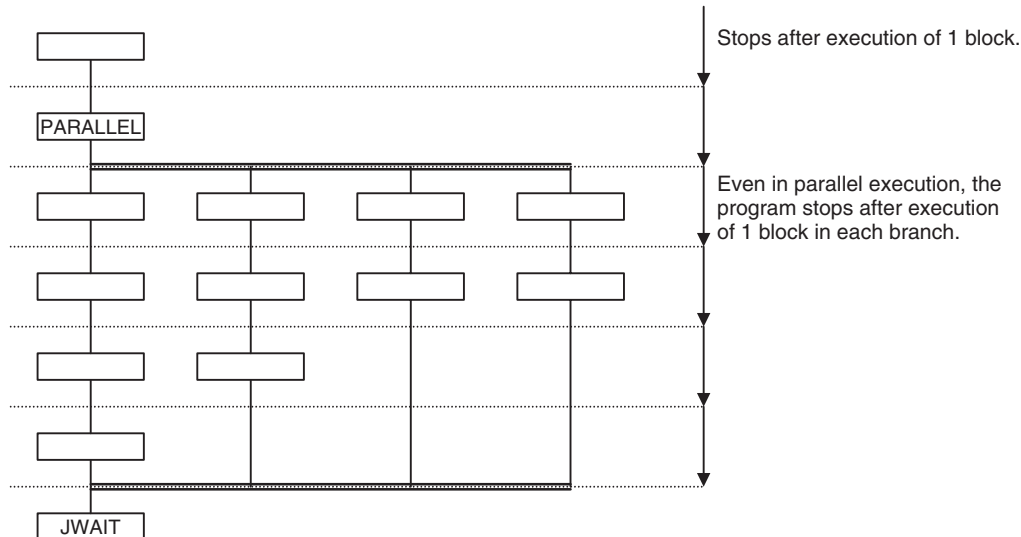 Stops after execution of 1 block.
PARALLEL
Even in parallel execution, the
program stops after execution
of 1 block in each branch.
JWAIT